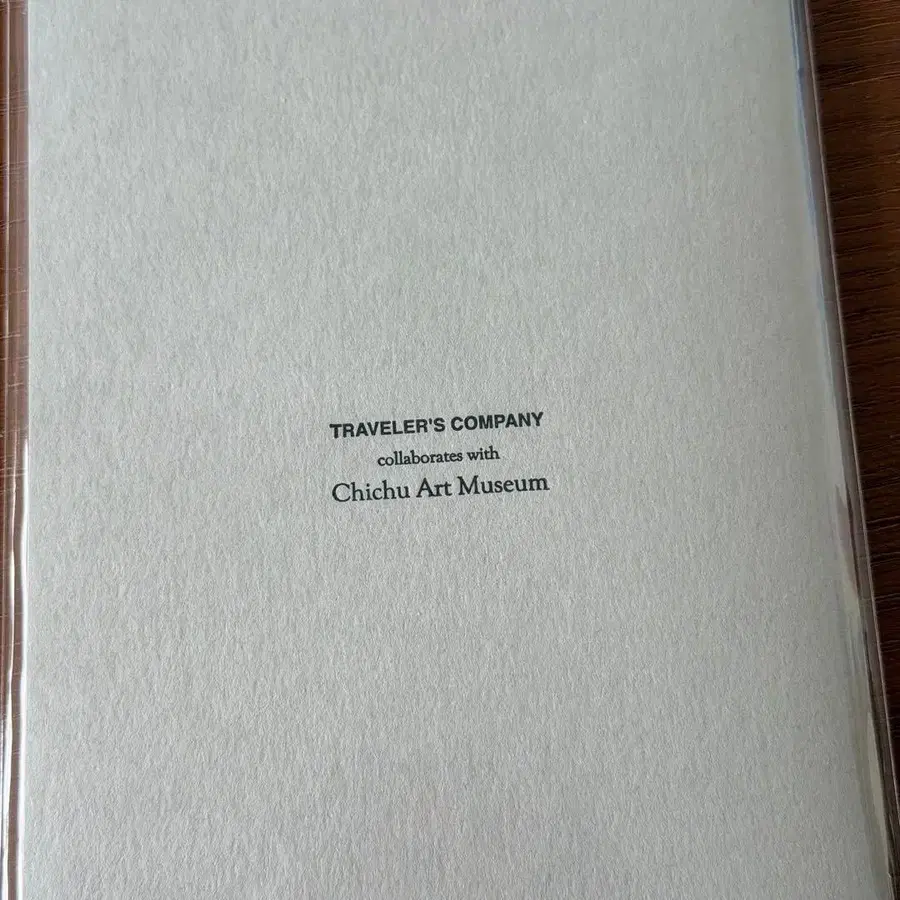 TRAVELER'S COMPANY
collaborates with
Chichu Art Museum